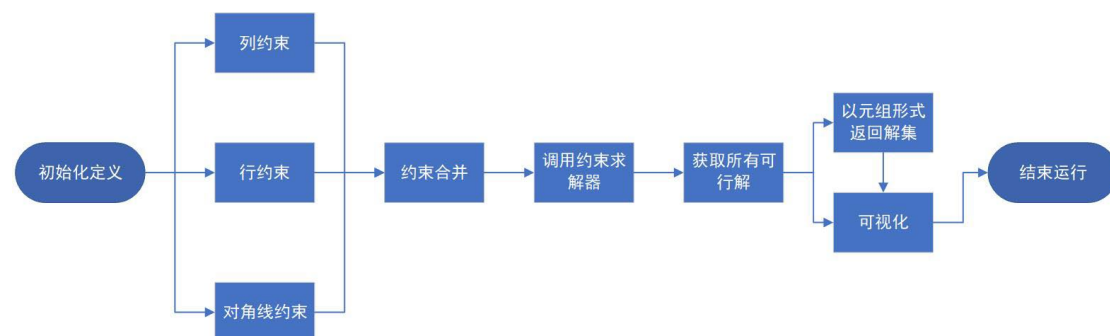 列约束
初始化定义
行约束
对角线约束
约束合并
调用约束求
解器
获取所有可
行解
以元组形式
返回解集
可视化
结束运行